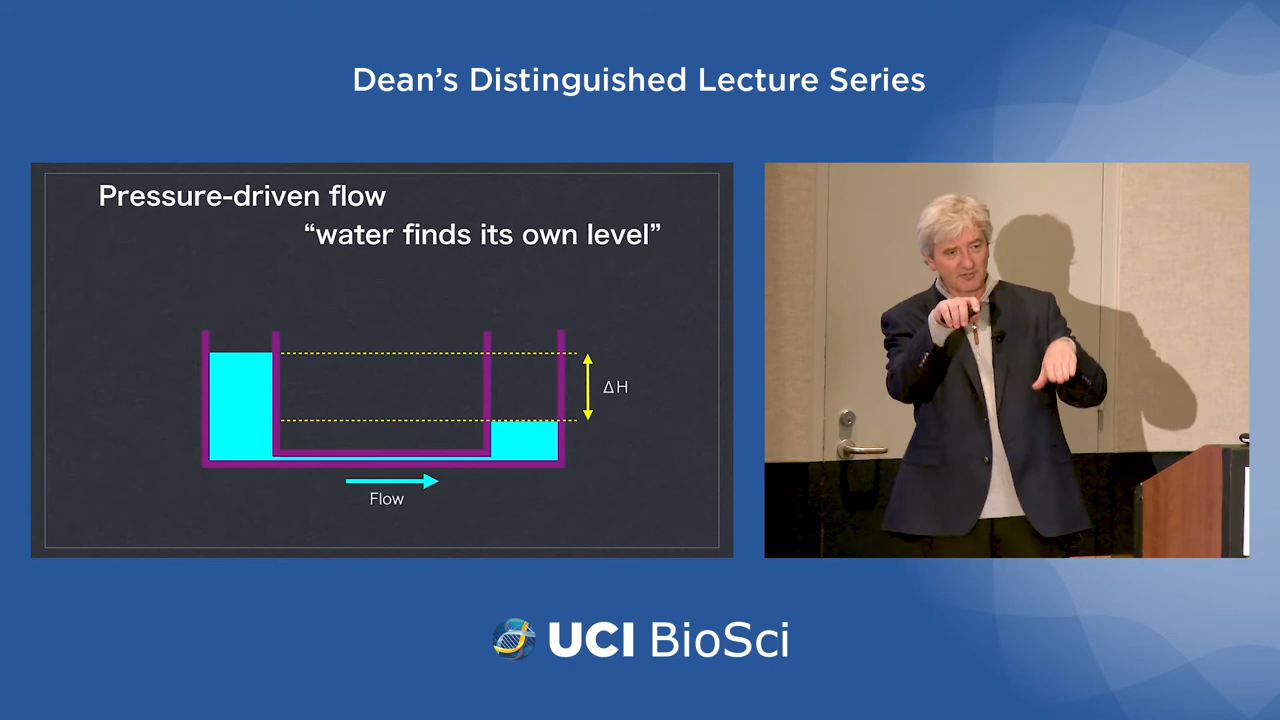 Dean’s Distinguished Lecture Series
Pressure-driven flow
“water finds its own level”
ΔH
Flow
UCI BioSci